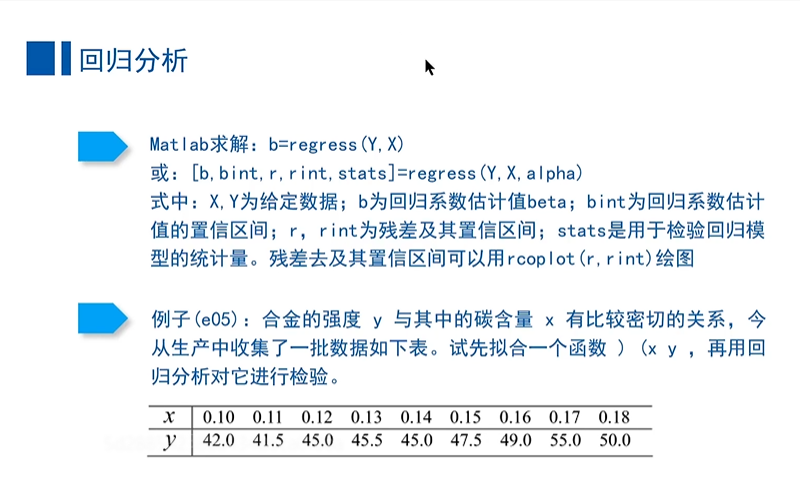 回归分析
Matlab求解：b=regress(Y,X)
或：[b,bint,r,rint,stats]=regress(Y,X,alpha)
式中：X,Y为给定数据；b为回归系数估计值beta；bint为回归系数估计
值的置信区间；r，rint为残差及其置信区间；stats是用于检验回归模
型的统计量。残差去及其置信区间可以用rcoplot(r,rint)绘图
例子(e05)：合金的强度 y 与其中的碳含量 x 有比较密切的关系，今
从生产中收集了一批数据如下表。试先拟合一个函数 ) (x y ，再用回
归分析对它进行检验。
x 0.10 0.11 0.12 0.13 0.14 0.15 0.16 0.17 0.18
y 42.0 41.5 45.0 45.5 45.0 47.5 49.0 55.0 50.0